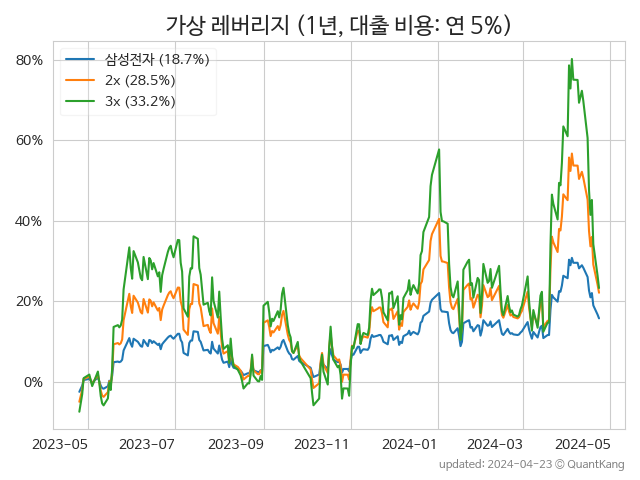 가상 레버리지 (1년, 대출 비용: 연 5%)
삼성전자 (18.7%)
2x (28.5%)
3x (33.2%)
80%
60%
40%
20%
0%
2023-05 2023-07 2023-09 2023-11 2024-01 2024-03 2024-05
updated: 2024-04-23 © QuantKang